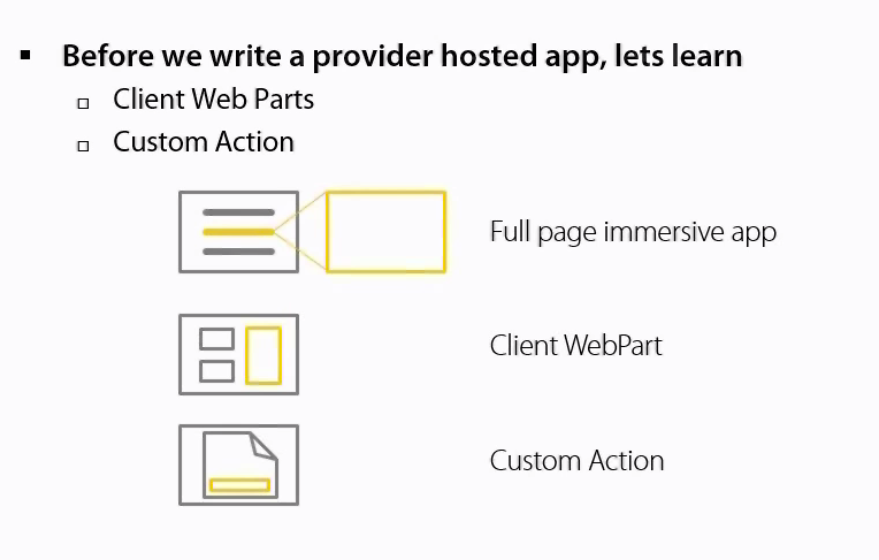 Before we write a provider hosted app, lets learn
Client Web Parts
Custom Action
Full page immersive app
Client WebPart
Custom Action